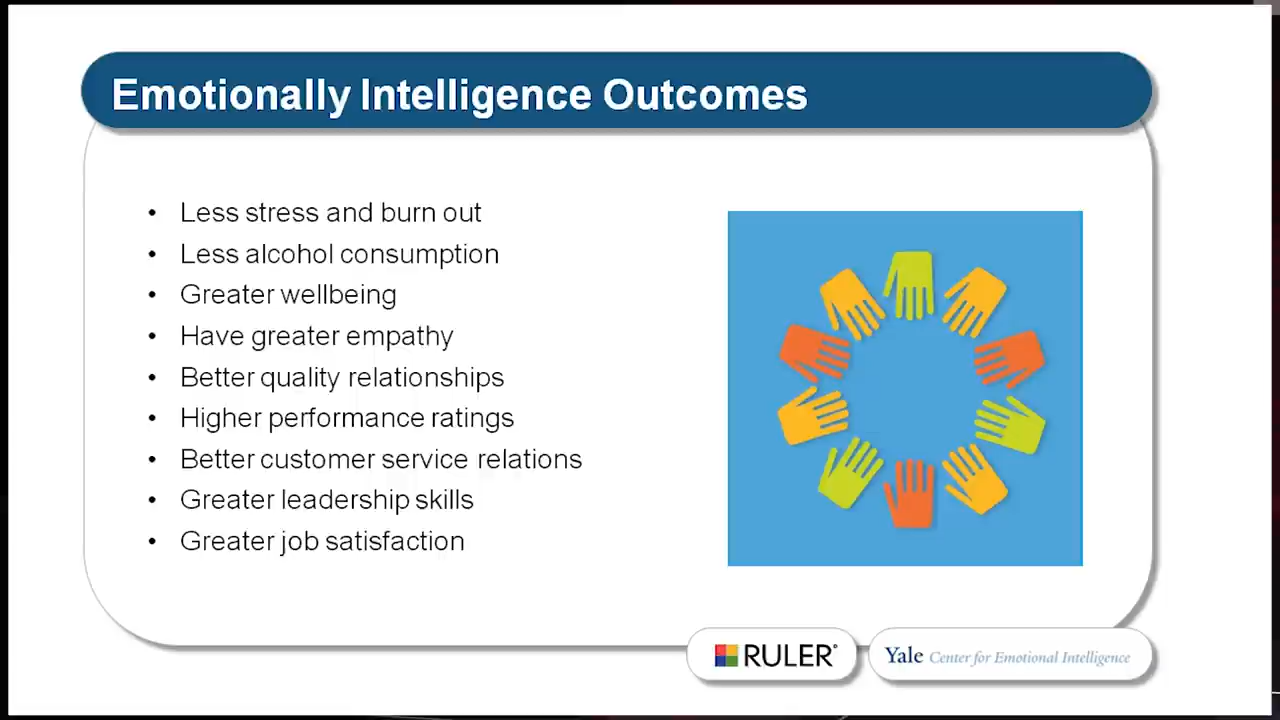 Emotionally Intelligence Outcomes
• Less stress and burn out
• Less alcohol consumption
• Greater wellbeing
• Have greater empathy
• Better quality relationships
• Higher performance ratings
• Better customer service relations
• Greater leadership skills
• Greater job satisfaction
RULER®
Yale Center for Emotional Intelligence